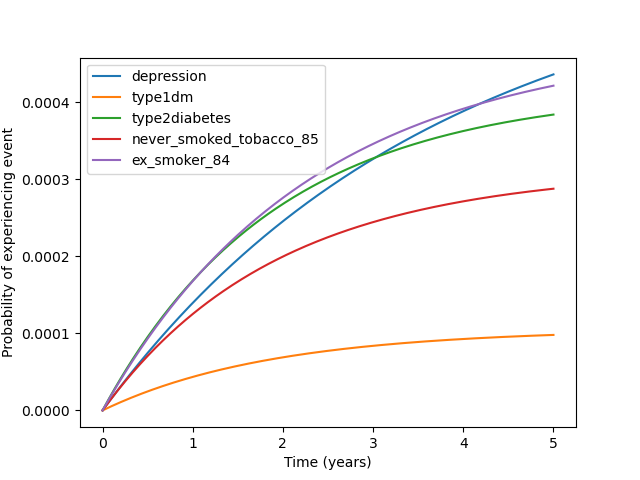 depression
type1dm
type2diabetes
never_smoked_tobacco_85
ex_smoker_84
Probability of experiencing event
0.0004
0.0003
0.0002
0.0001
0.0000
0 1 2 3 4 5
Time (years)